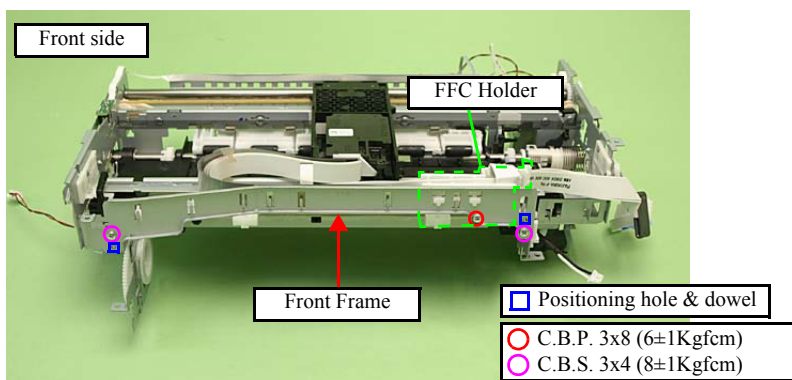 Front side
FFC Holder
Front Frame
Positioning hole & dowel
C.B.P. 3x8 (6±1Kgfcm)
C.B.S. 3x4 (8±1Kgfcm)